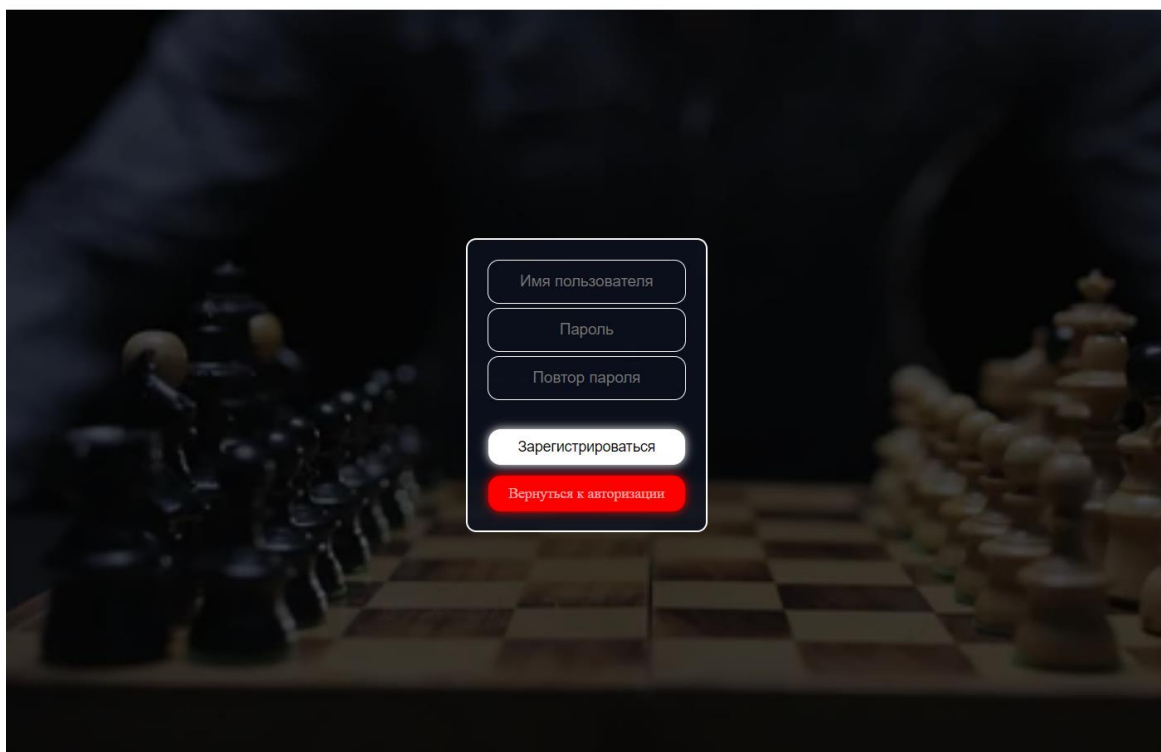 Имя пользователя
Пароль
Повтор пароля
Зарегистрироваться
Вернуться к авторизации